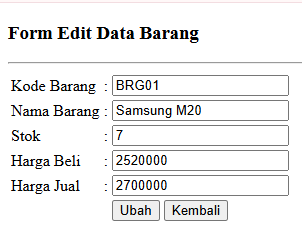 Form Edit Data Barang
Kode Barang : BRG01
Nama Barang : Samsung M20
Stok : 7
Harga Beli : 2520000
Harga Jual : 2700000
Ubah Kembali